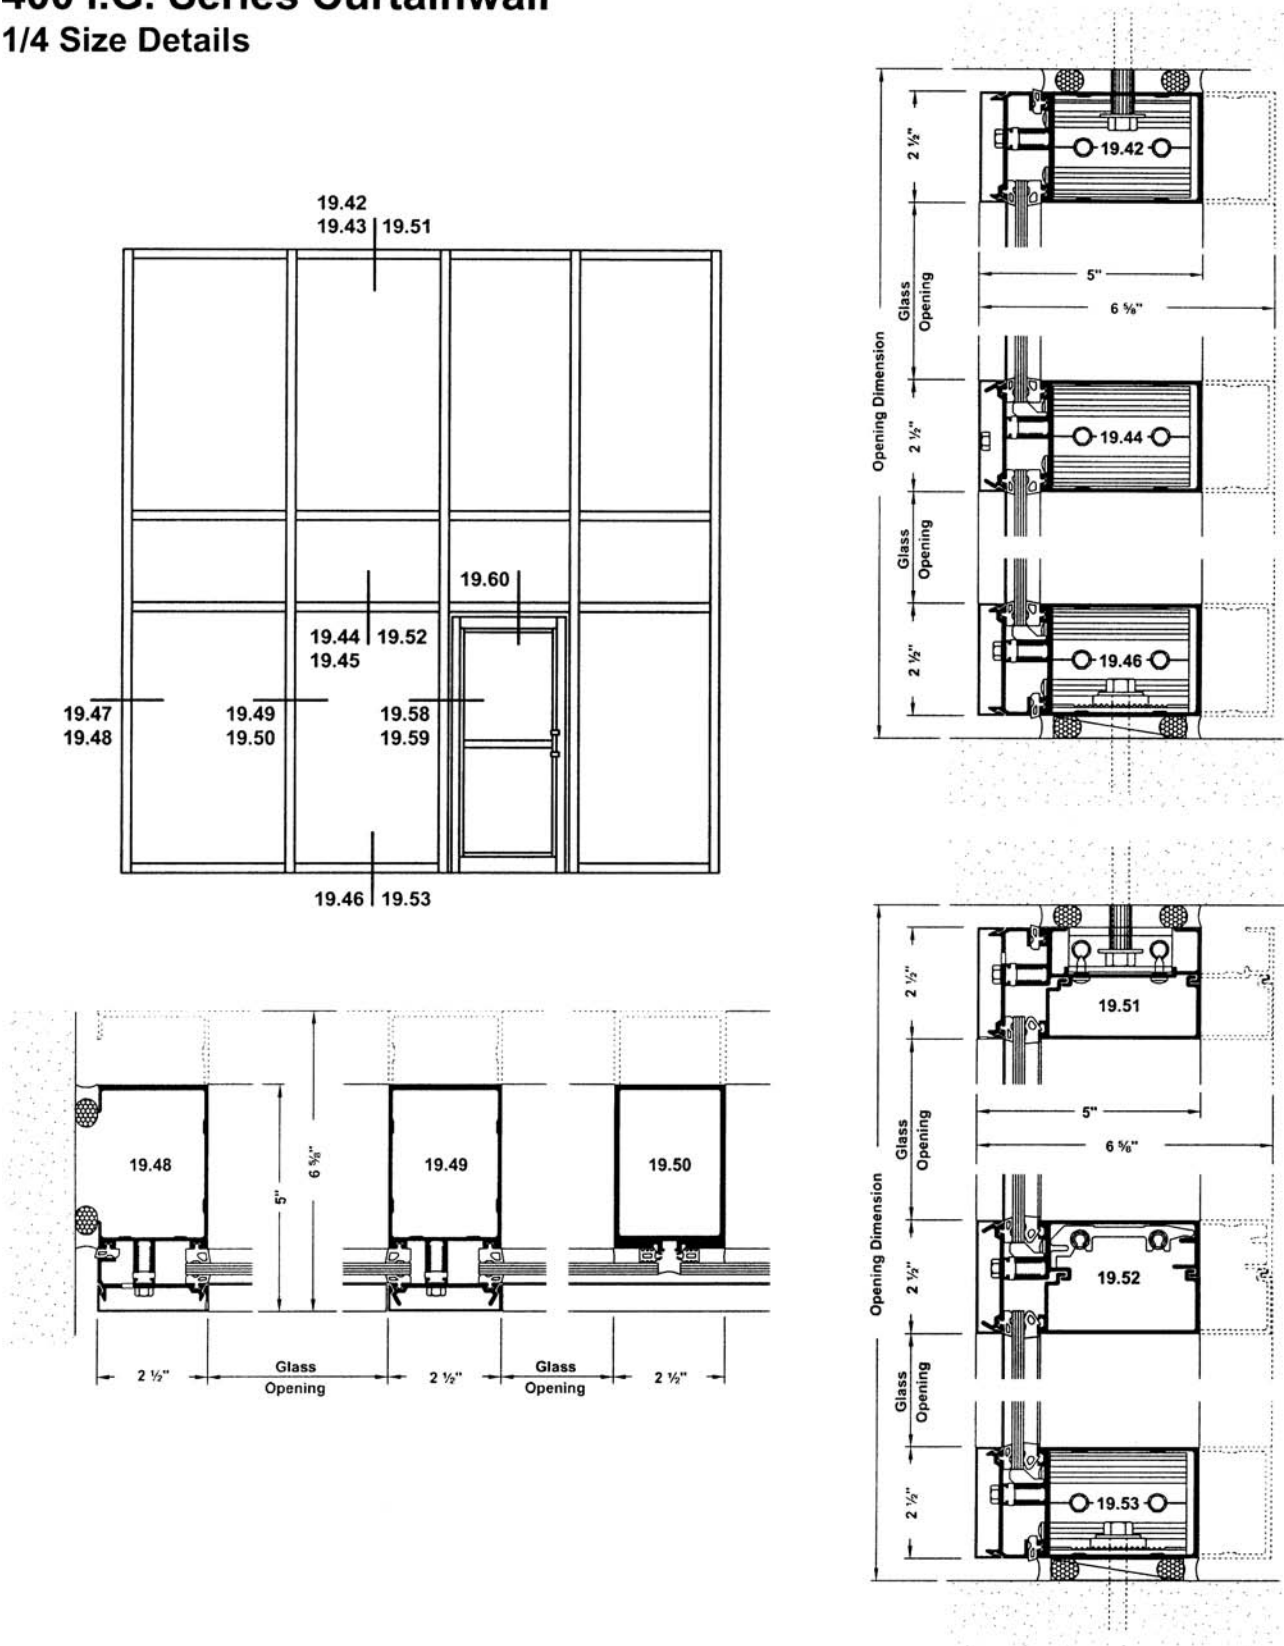 400 I.G. Series Curtainwall
1/4 Size Details
19.42
19.43 19.51
19.60
19.44 19.52
19.45
19.47
19.48
19.49
19.50
19.58
19.59
19.46 19.53
19.48
19.49
19.50
5"
6 ⅝"
2 ½"
Glass
Opening
2 ½"
Glass
Opening
2 ½"
Opening Dimension
2 ½"
19.42
Glass
Opening
5"
6 ⅝"
2 ½"
19.44
Glass
Opening
2 ½"
19.46
Opening Dimension
2 ½"
19.51
Glass
Opening
5"
6 ⅝"
2 ½"
19.52
Glass
Opening
2 ½"
19.53